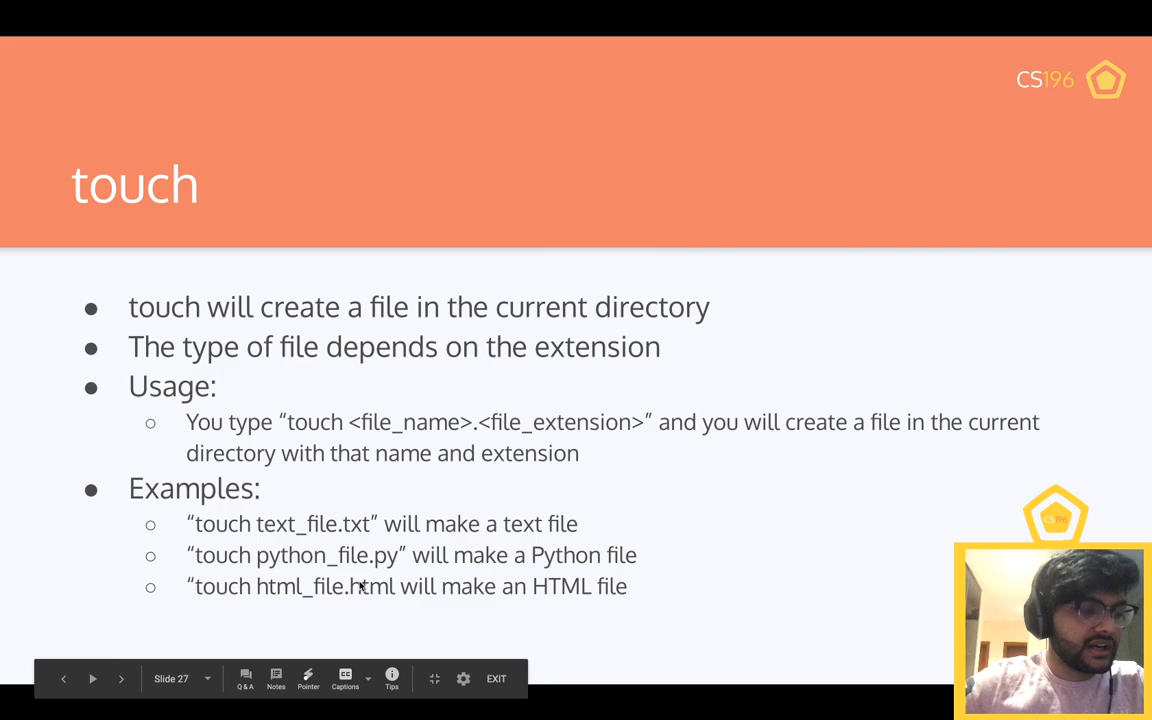 CS196
touch
● touch will create a file in the current directory
● The type of file depends on the extension
● Usage:
○ You type “touch <file_name>.<file_extension>” and you will create a file in the current
directory with that name and extension
● Examples:
○ “touch text_file.txt” will make a text file
○ “touch python_file.py” will make a Python file
○ “touch html_file.html will make an HTML file
CS196
Slide 27
Q & A
Notes
Pointer
CC
Captions
Tips
EXIT